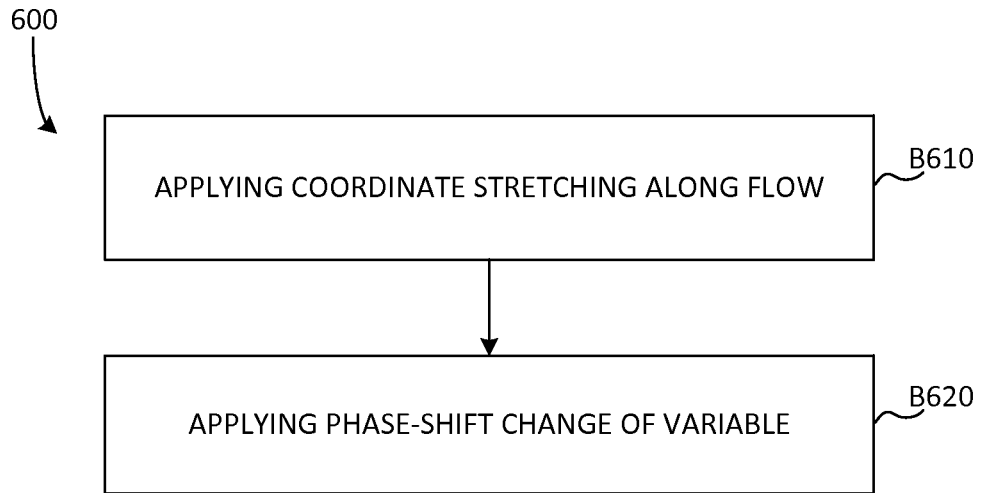 600
APPLYING COORDINATE STRETCHING ALONG FLOW
B610
APPLYING PHASE-SHIFT CHANGE OF VARIABLE
B620